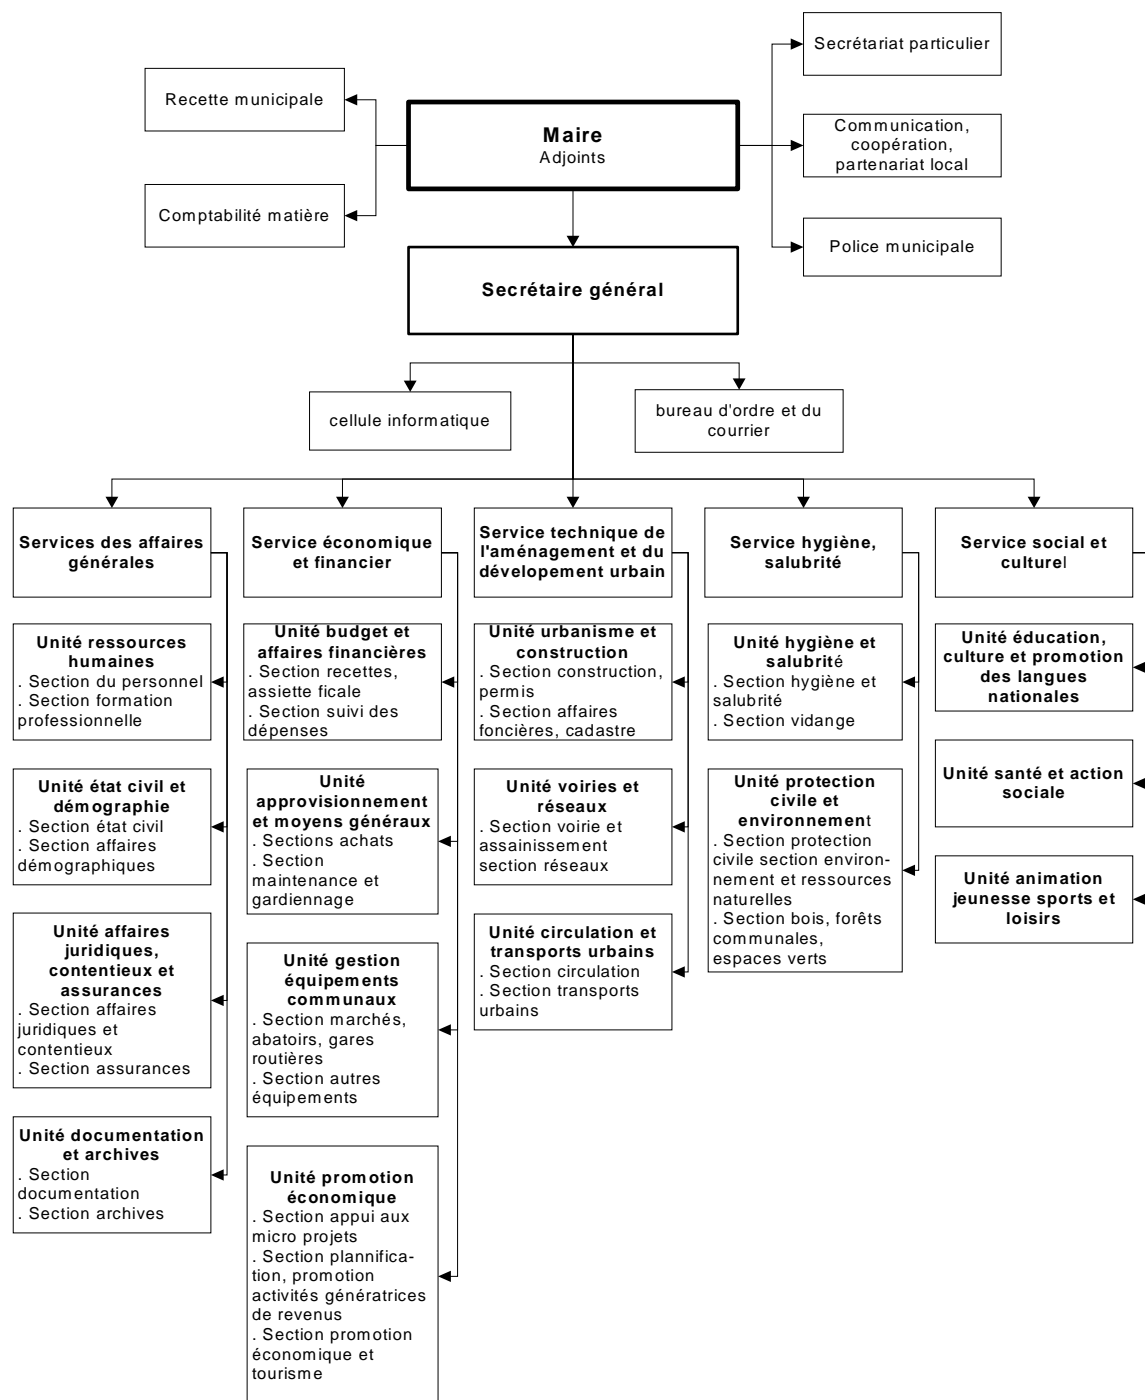 Secrétariat particulier
Recette municipale
Maire
Adjoints
Communication,
coopération,
partenariat local
Comptabilité matière
Police municipale
Secrétaire général
cellule informatique
bureau d'ordre et du
courrier
Services des affaires
générales
Unité ressources
humaines
. Section du personnel
. Section formation
professionnelle
Unité état civil et
démographie
. Section état civil
. Section affaires
démographiques
Unité affaires
juridiques,
contentieux et
assurances
. Section affaires
juridiques et
contentieux
. Section assurances
Unité documentation
et archives
. Section
documentation
. Section archives
Service économique
et financier
Unité budget et
affaires financières
. Section recettes,
assiette ficale
. Section suivi des
dépenses
Unité
approvisionnement
et moyens généraux
. Sections achats
. Section
maintenance et
gardiennage
Unité gestion
équipements
communaux
. Section marchés,
abatoirs, gares
routières
. Section autres
équipements
Unité promotion
économique
. Section appui aux
micro projets
. Section plannifica-
tion, promotion
activités génératrices
de revenus
. Section promotion
économique et
tourisme
Service technique de
l'aménagement et du
dévelopement urbain
Unité urbanisme et
construction
. Section construction,
permis
. Section affaires
foncières, cadastre
Unité voiries et
réseaux
. Section voirie et
assainissement
section réseaux
Unité circulation et
transports urbains
. Section circulation
. Section transports
urbains
Service hygiène,
salubrité
Unité hygiène et
salubrité
. Section hygiène et
salubrité
. Section vidange
Unité protection
civile et
environnement
. Section protection
civile section environ-
nement et ressources
naturelles
. Section bois, forêts
communales,
espaces verts
Service social et
culturel
Unité éducation,
culture et promotion
des langues
nationales
Unité santé et action
sociale
Unité animation
jeunesse sports et
loisirs